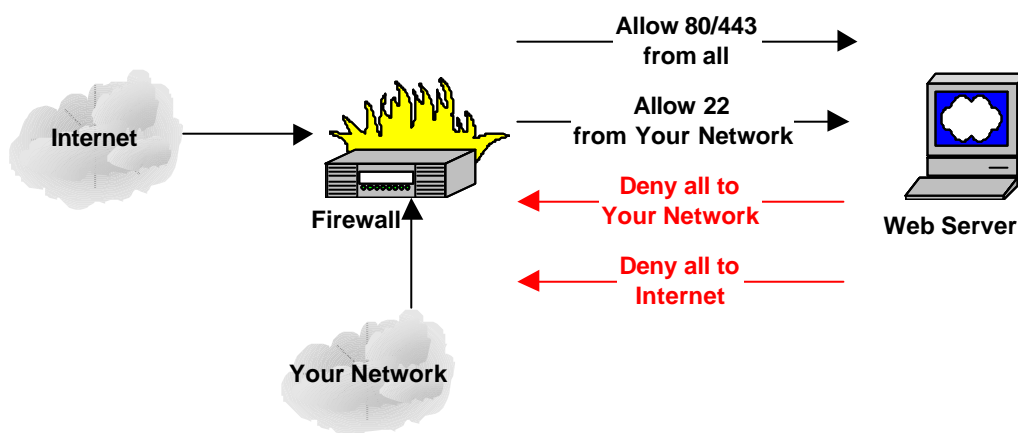 Allow 80/443
from all
Internet
Allow 22
from Your Network
Firewall
Deny all to
Your Network
Web Server
Deny all to
Internet
Your Network